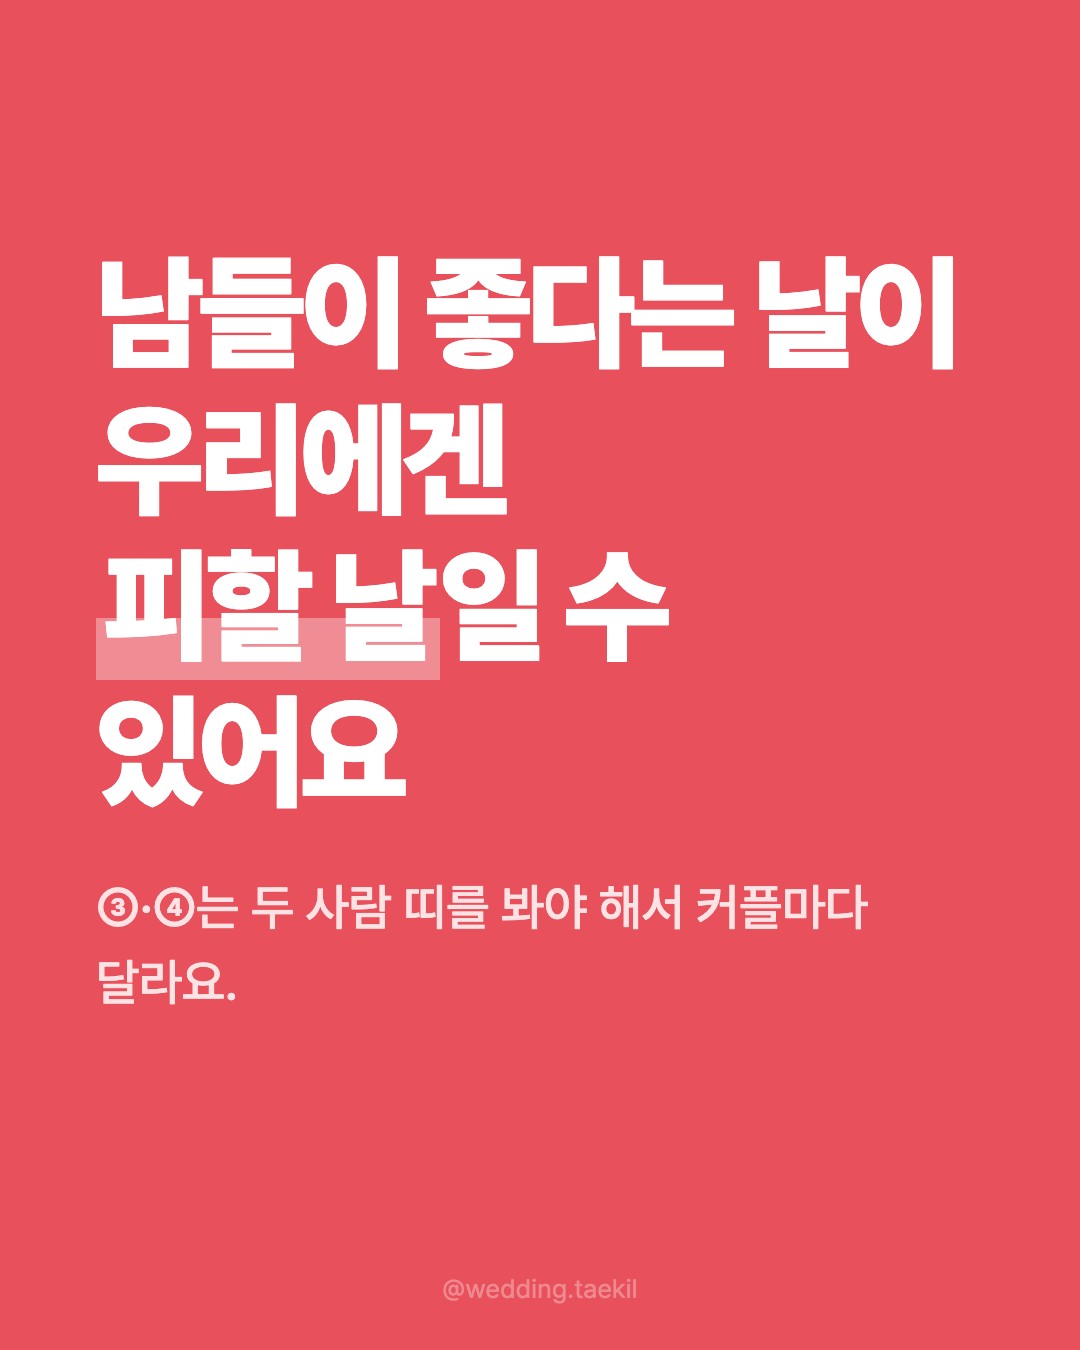 남들이 좋다는 날이
우리에겐
피할 날일 수
있어요
③·④는 두 사람 띠를 봐야 해서 커플마다
달라요.
@wedding.taekil